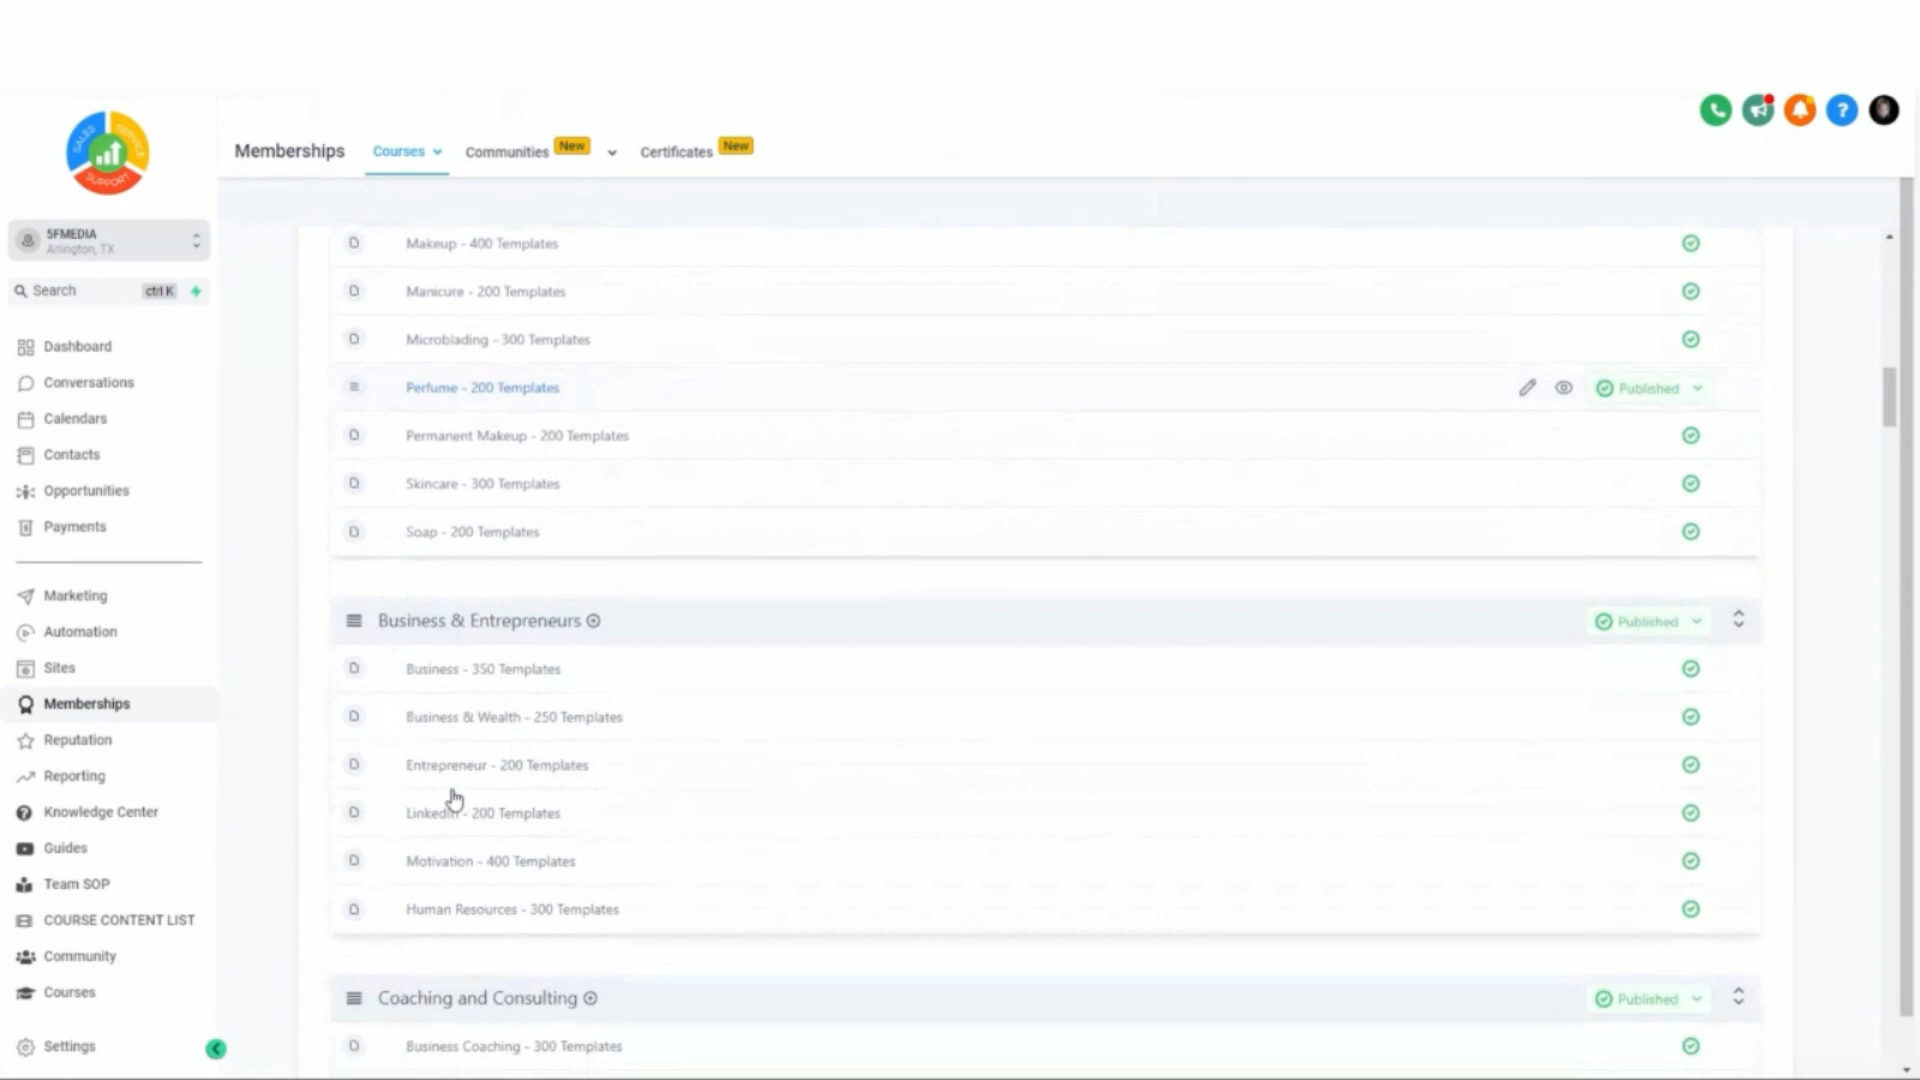 SALES
SERVICE
SUPPORT
Memberships
Courses
Communities
New
Certificates
New
5FMEDIA
Arlington, TX
Search
ctrl K
Dashboard
Conversations
Calendars
Contacts
Opportunities
Payments
Marketing
Automation
Sites
Memberships
Reputation
Reporting
Knowledge Center
Guides
Team SOP
COURSE CONTENT LIST
Community
Courses
Settings
Makeup - 400 Templates
Manicure - 200 Templates
Microblading - 300 Templates
Perfume - 200 Templates
Published
Permanent Makeup - 200 Templates
Skincare - 300 Templates
Soap - 200 Templates
Business & Entrepreneurs
Published
Business - 350 Templates
Business & Wealth - 250 Templates
Entrepreneur - 200 Templates
LinkedIn - 200 Templates
Motivation - 400 Templates
Human Resources - 300 Templates
Coaching and Consulting
Published
Business Coaching - 300 Templates